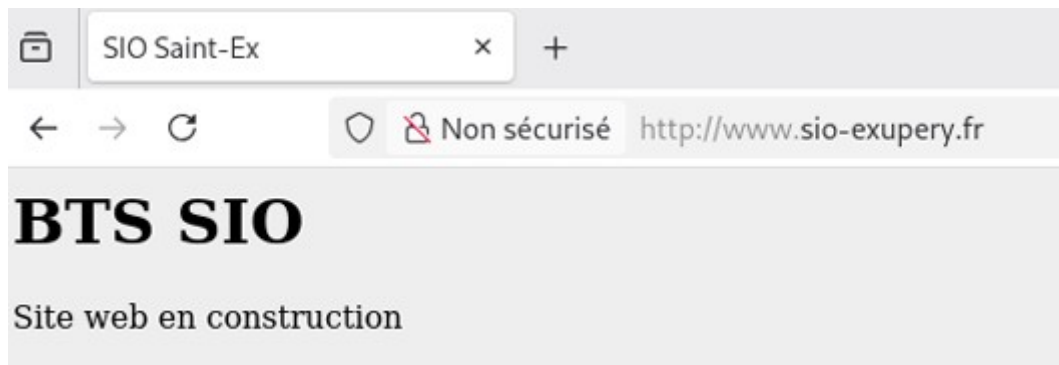 SIO Saint-Ex
Non sécurisé http://www.sio-exupery.fr
BTS SIO
Site web en construction